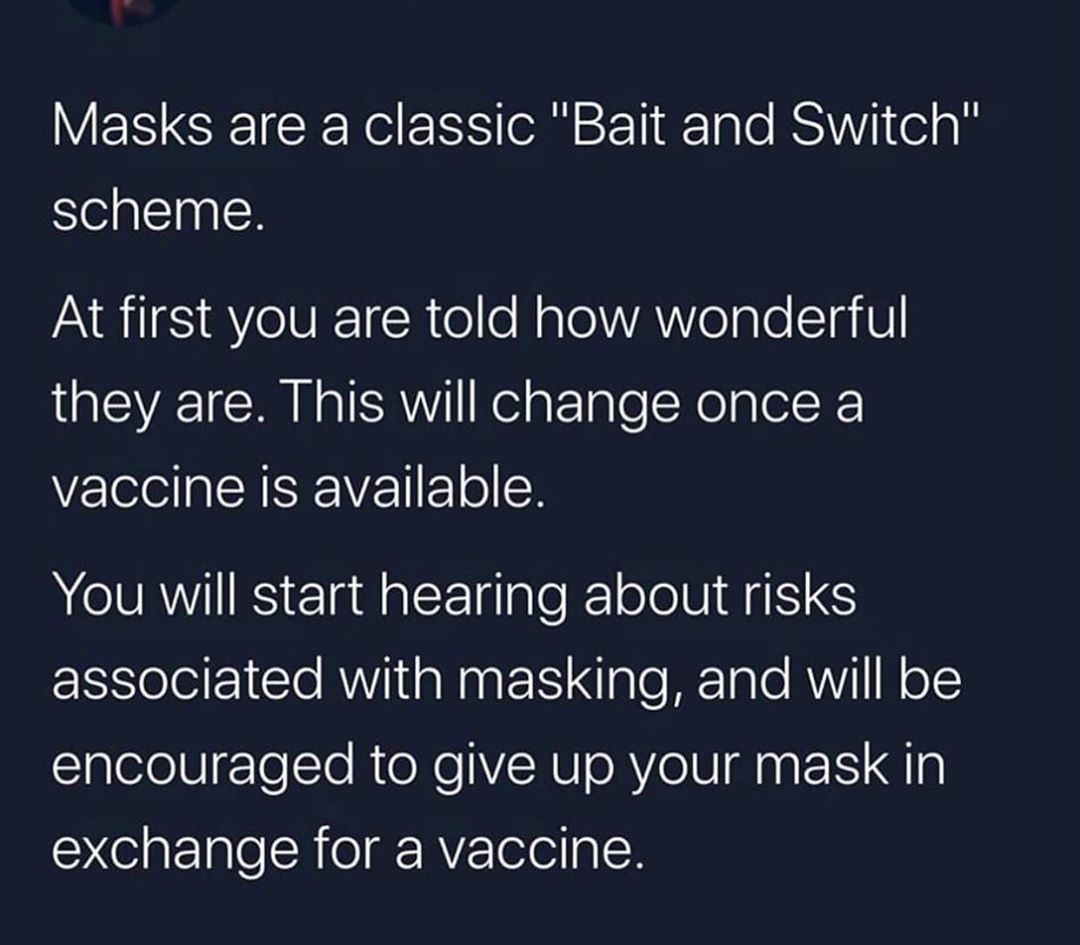 Masks are a classic "Bait and Switch"
scheme.
At first you are told how wonderful
they are. This will change once a
vaccine is available.
You will start hearing about risks
associated with masking, and will be
encouraged to give up your mask in
exchange for a vaccine.